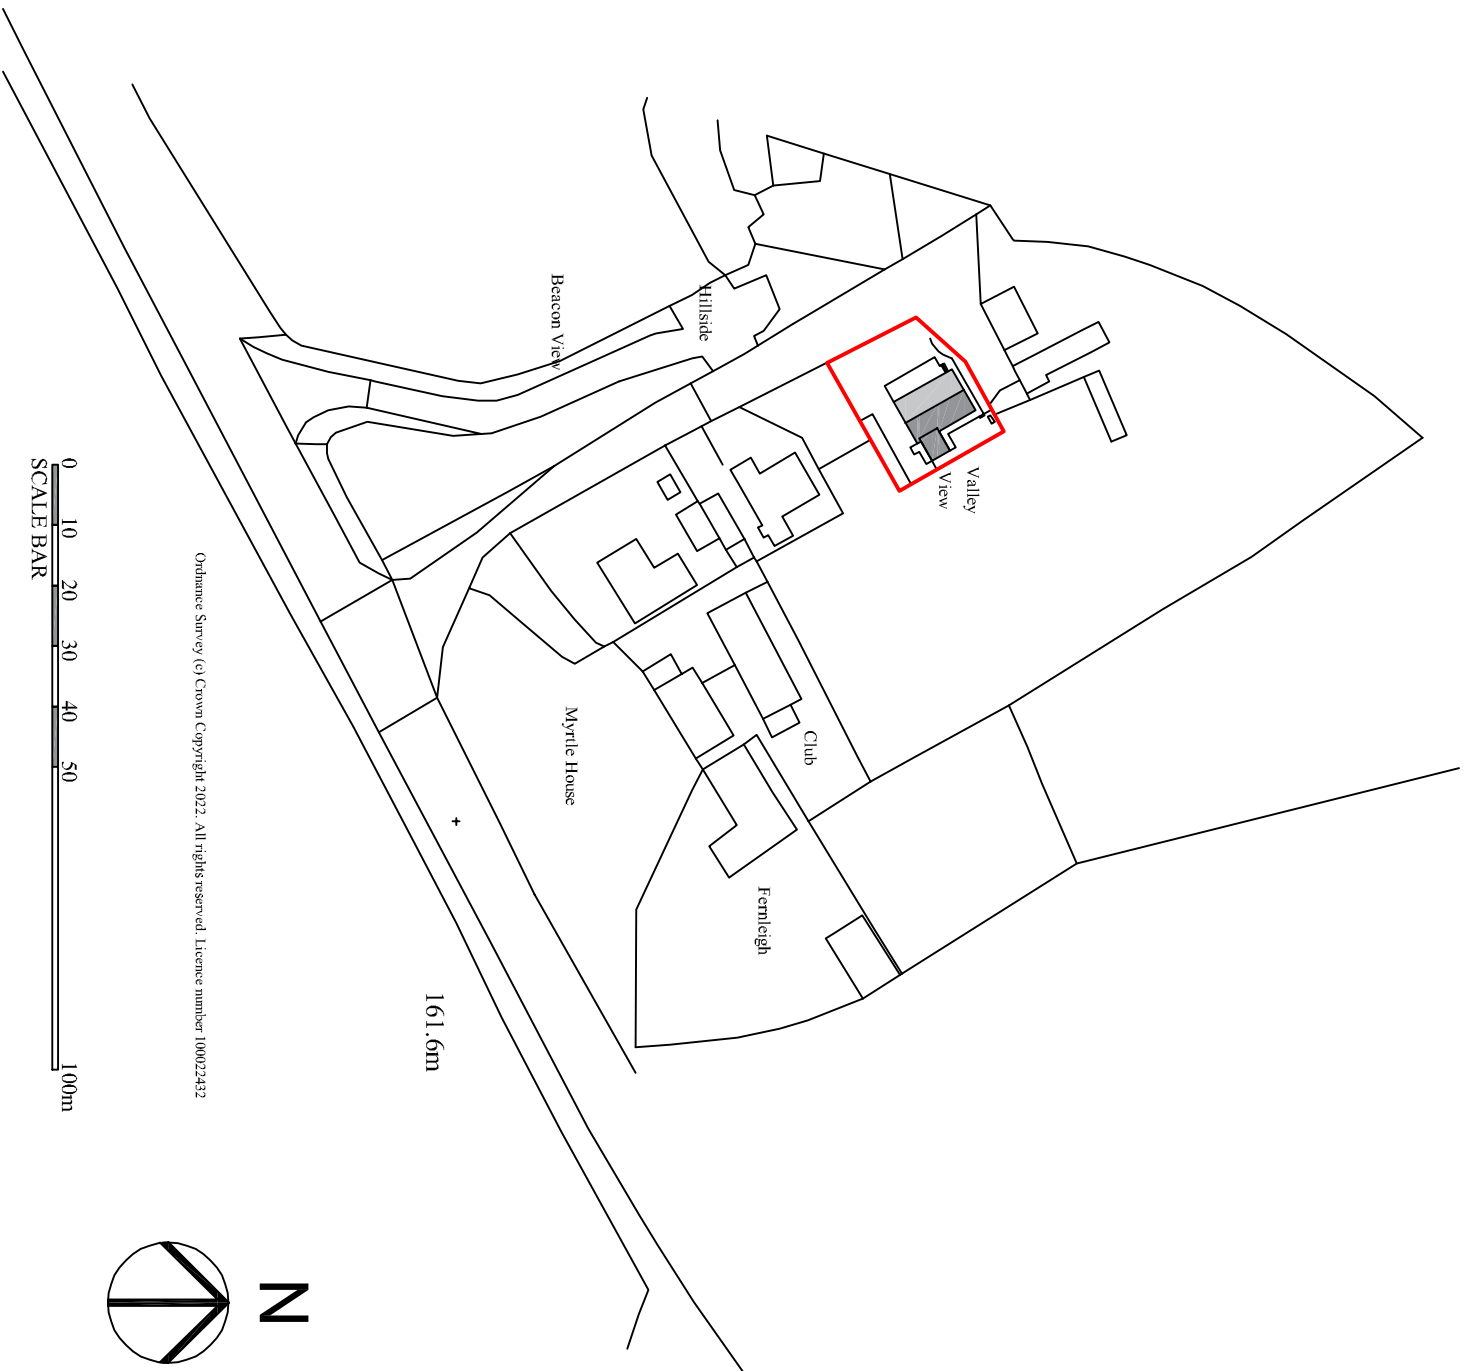 Valley
View
Hillside
Beacon View
Club
Myrtle House
Fernleigh
161.6m
Ordnance Survey (c) Crown Copyright 2022. All rights reserved. Licence number 100022432
0 10 20 30 40 50 100m
SCALE BAR
N